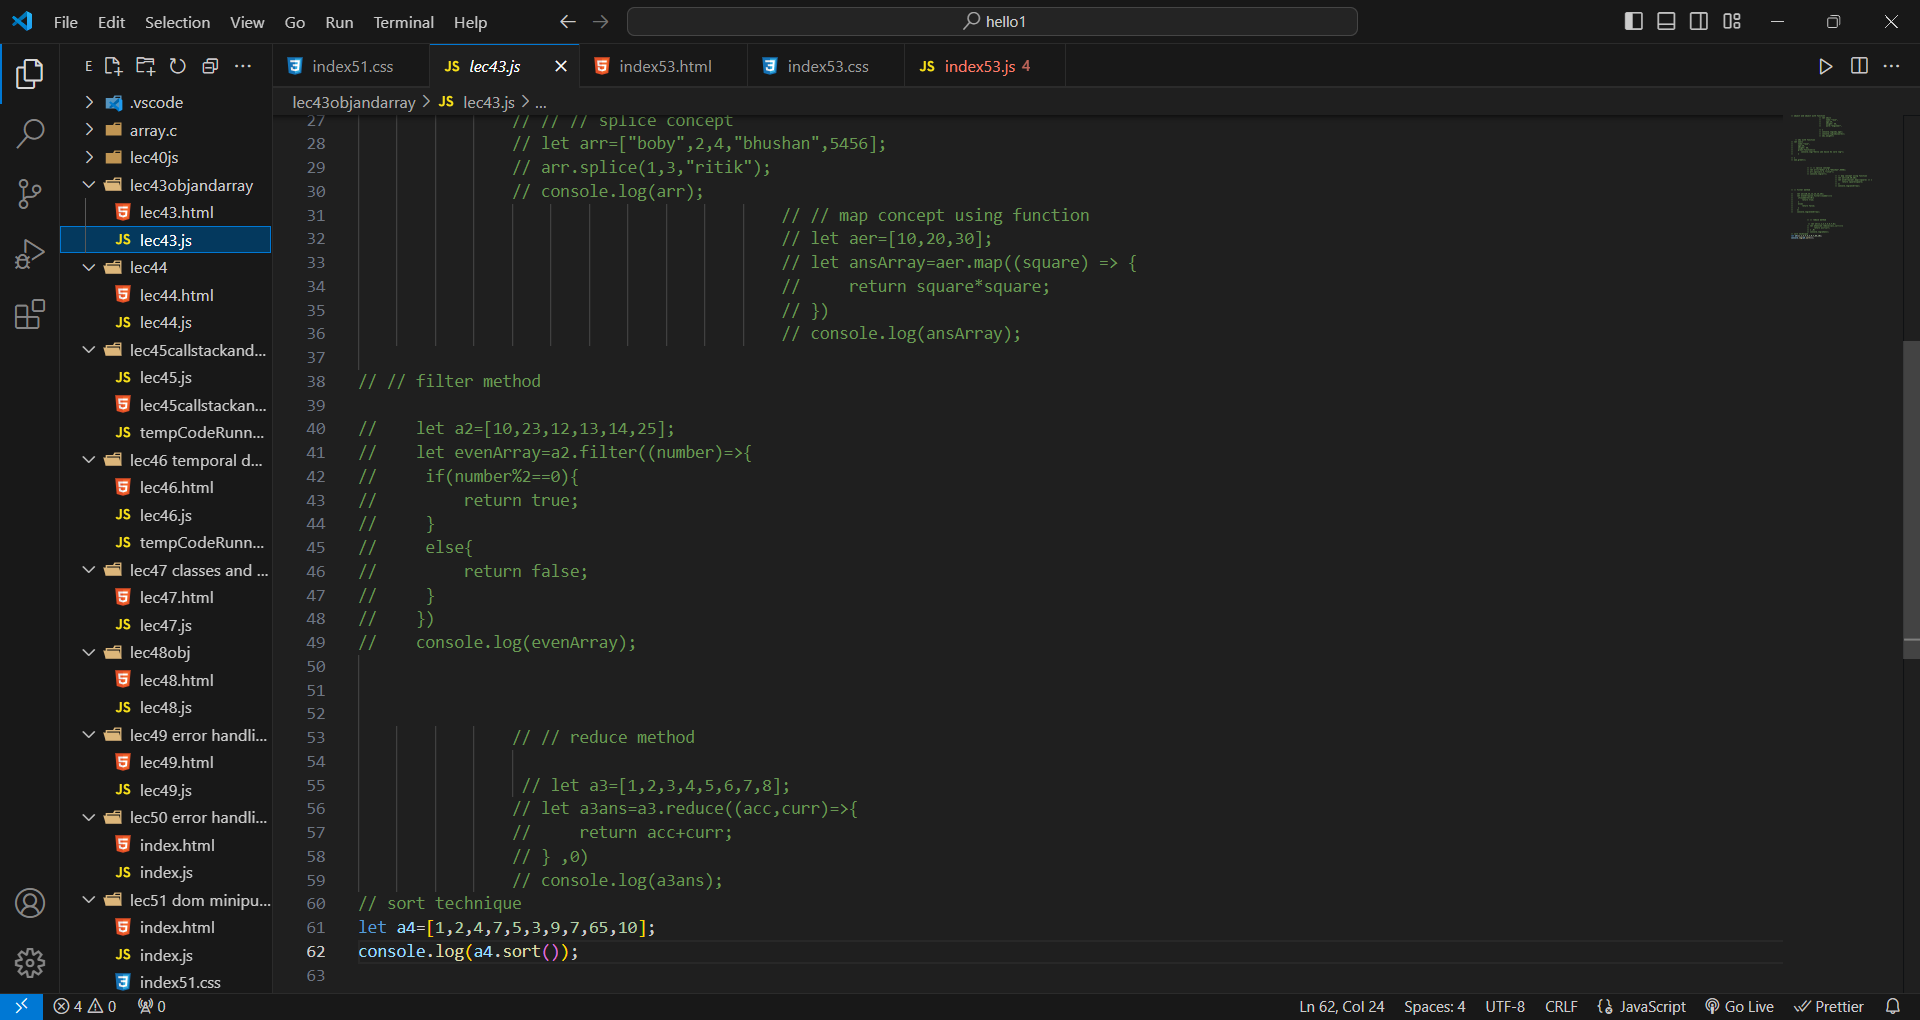 File Edit Selection View Go Run Terminal Help
hello1
E
index51.css
JS lec43.js
index53.html
index53.css
JS index53.js 4
lec43objandarray > JS lec43.js > ...
.vscode
array.c
lec40js
lec43objandarray
lec43.html
JS lec43.js
lec44
lec44.html
JS lec44.js
lec45callstackand...
JS lec45.js
lec45callstackan...
JS tempCodeRunn...
lec46 temporal d...
lec46.html
JS lec46.js
JS tempCodeRunn...
lec47 classes and ...
lec47.html
JS lec47.js
lec48obj
lec48.html
JS lec48.js
lec49 error handli...
lec49.html
JS lec49.js
lec50 error handli...
index.html
JS index.js
lec51 dom minipu...
index.html
JS index.js
index51.css
27 // // // splice concept
28 // let arr=["boby",2,4,"bhushan",5456];
29 // arr.splice(1,3,"ritik");
30 // console.log(arr);
31 // // map concept using function
32 // let aer=[10,20,30];
33 // let ansArray=aer.map((square) => {
34 //     return square*square;
35 // })
36 // console.log(ansArray);
37
38 // // filter method
39
40 //    let a2=[10,23,12,13,14,25];
41 //    let evenArray=a2.filter((number)=>{
42 //     if(number%2==0){
43 //         return true;
44 //     }
45 //     else{
46 //         return false;
47 //     }
48 //    })
49 //    console.log(evenArray);
50
51
52
53 // // reduce method
54
55 // let a3=[1,2,3,4,5,6,7,8];
56 // let a3ans=a3.reduce((acc,curr)=>{
57 //     return acc+curr;
58 // } ,0)
59 // console.log(a3ans);
60 // sort technique
61 let a4=[1,2,4,7,5,3,9,7,65,10];
62 console.log(a4.sort());
63
4 0 0
Ln 62, Col 24 Spaces: 4 UTF-8 CRLF {} JavaScript Go Live Prettier